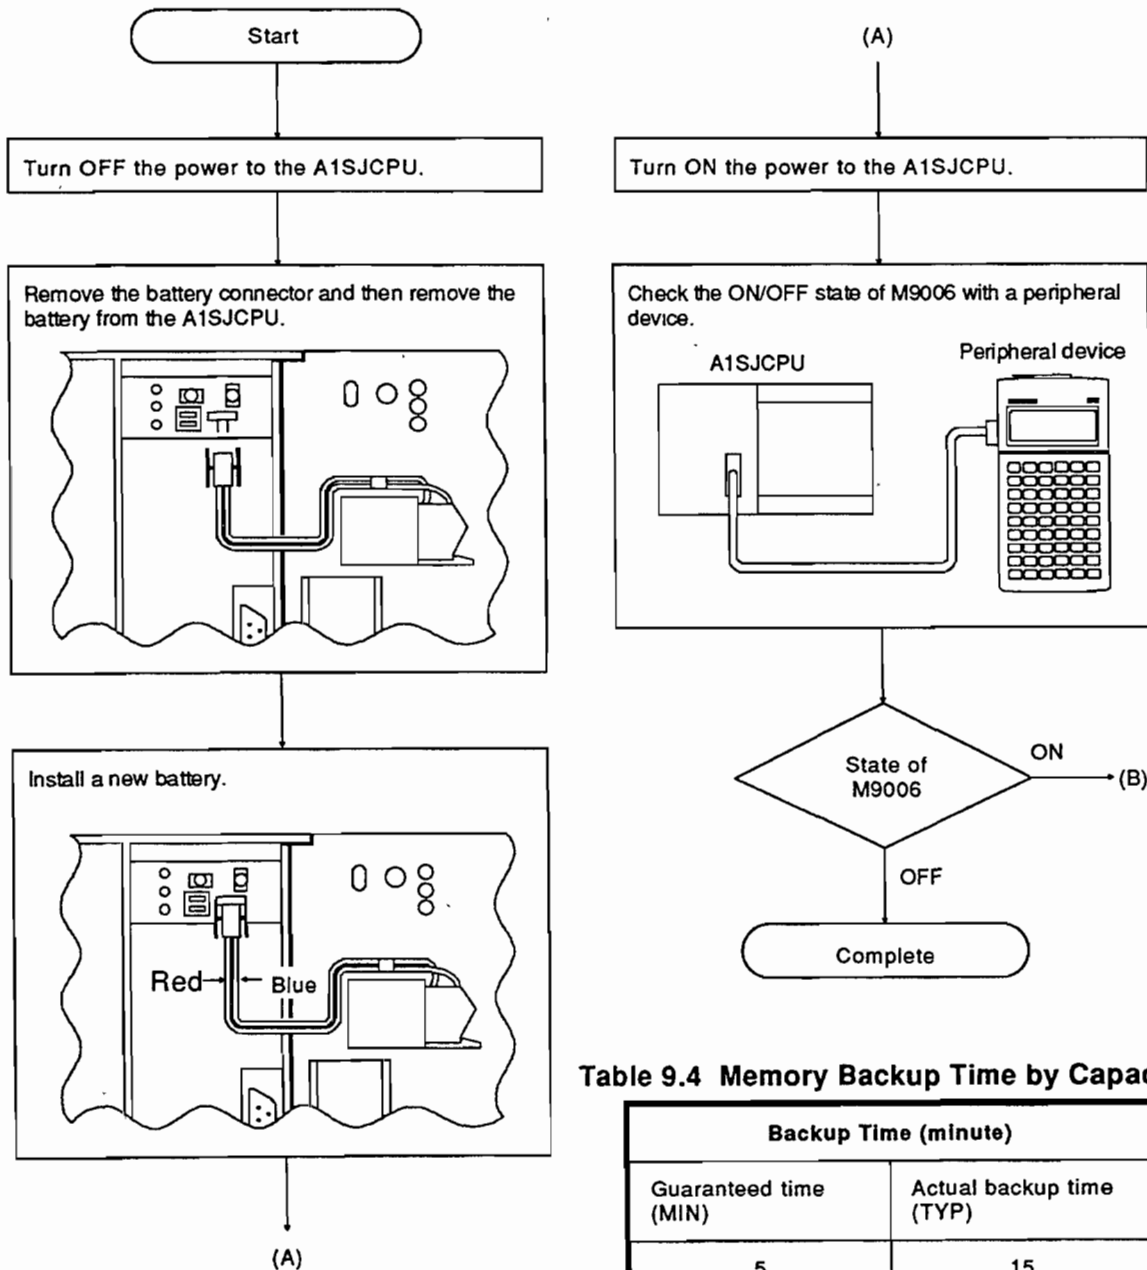 Start
Turn OFF the power to the A1SJCPU.
Remove the battery connector and then remove the
battery from the A1SJCPU.
Install a new battery.
Red
Blue
(A)
(A)
Turn ON the power to the A1SJCPU.
Check the ON/OFF state of M9006 with a peripheral
device.
A1SJCPU
Peripheral device
State of
M9006
ON
(B)
OFF
Complete
Table 9.4 Memory Backup Time by Capac
Backup Time (minute)
Guaranteed time
(MIN)
Actual backup time
(TYP)
5
15